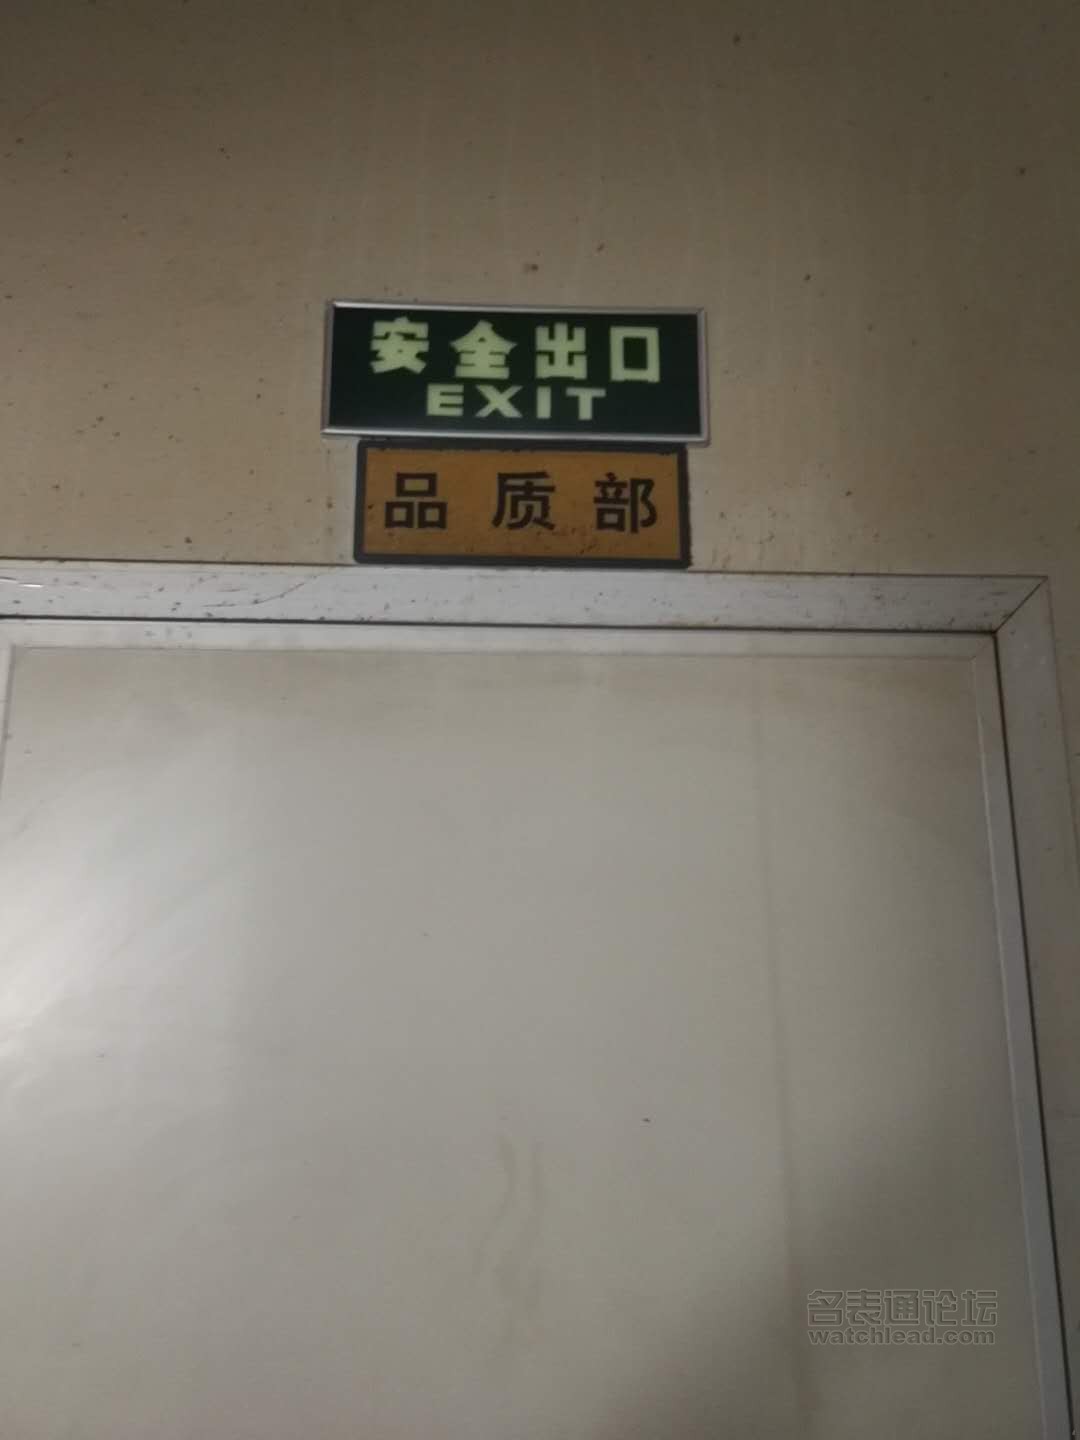 安全出口
EXIT
品质部
名表通论坛
watchlead.com